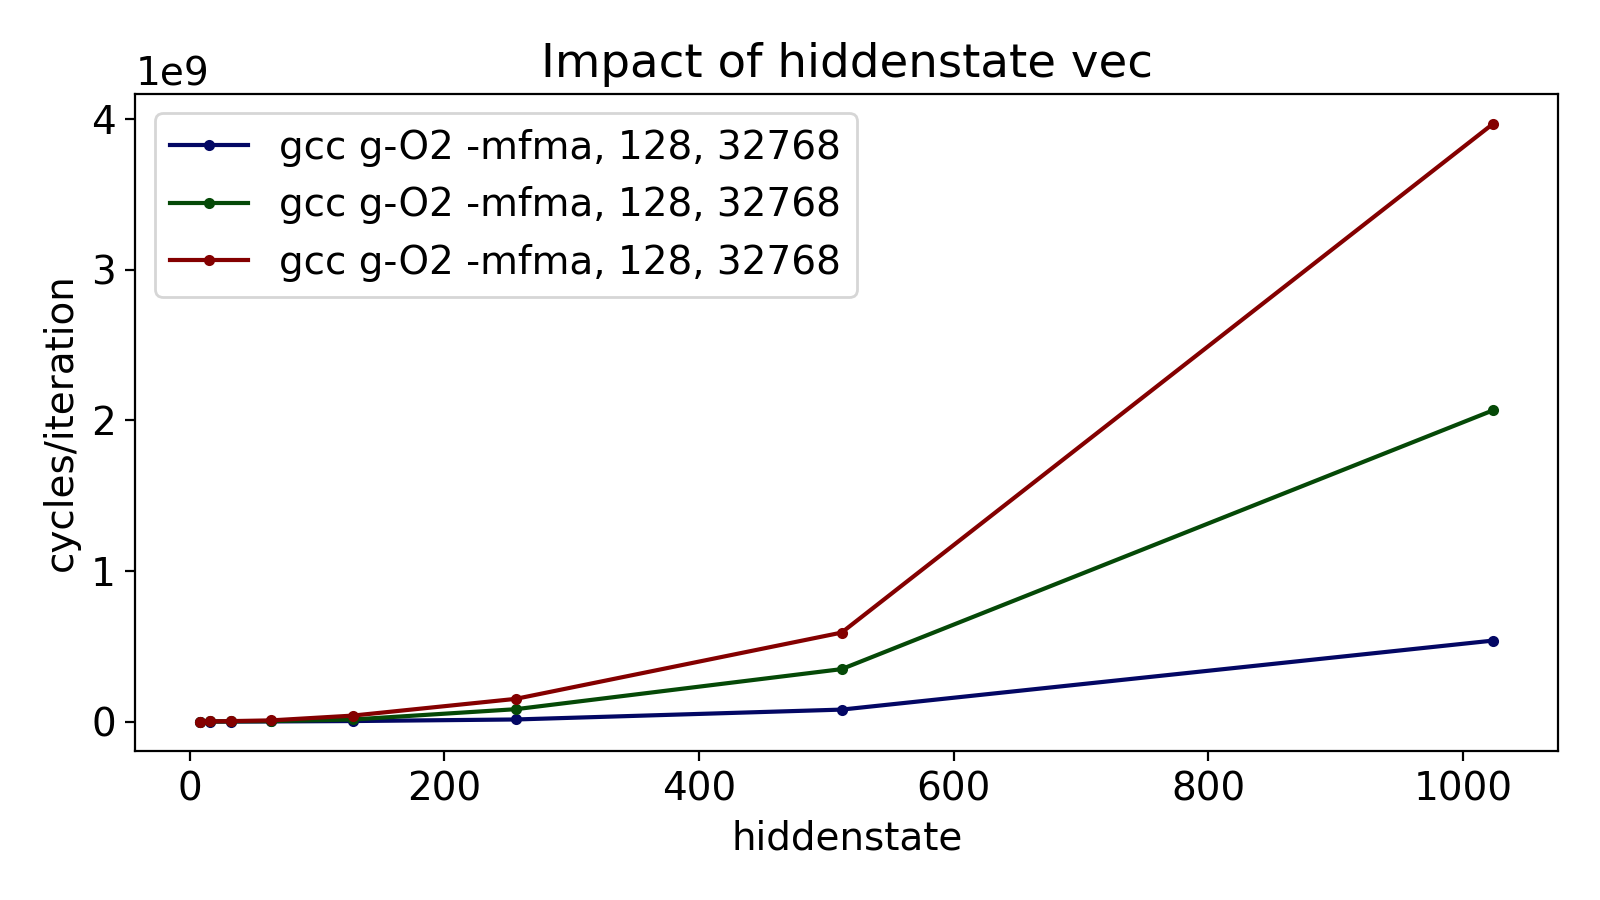 Impact of hiddenstate vec
1e9
4
3
2
1
0
cycles/iteration
gcc g-O2 -mfma, 128, 32768
gcc g-O2 -mfma, 128, 32768
gcc g-O2 -mfma, 128, 32768
0 200 400 600 800 1000
hiddenstate